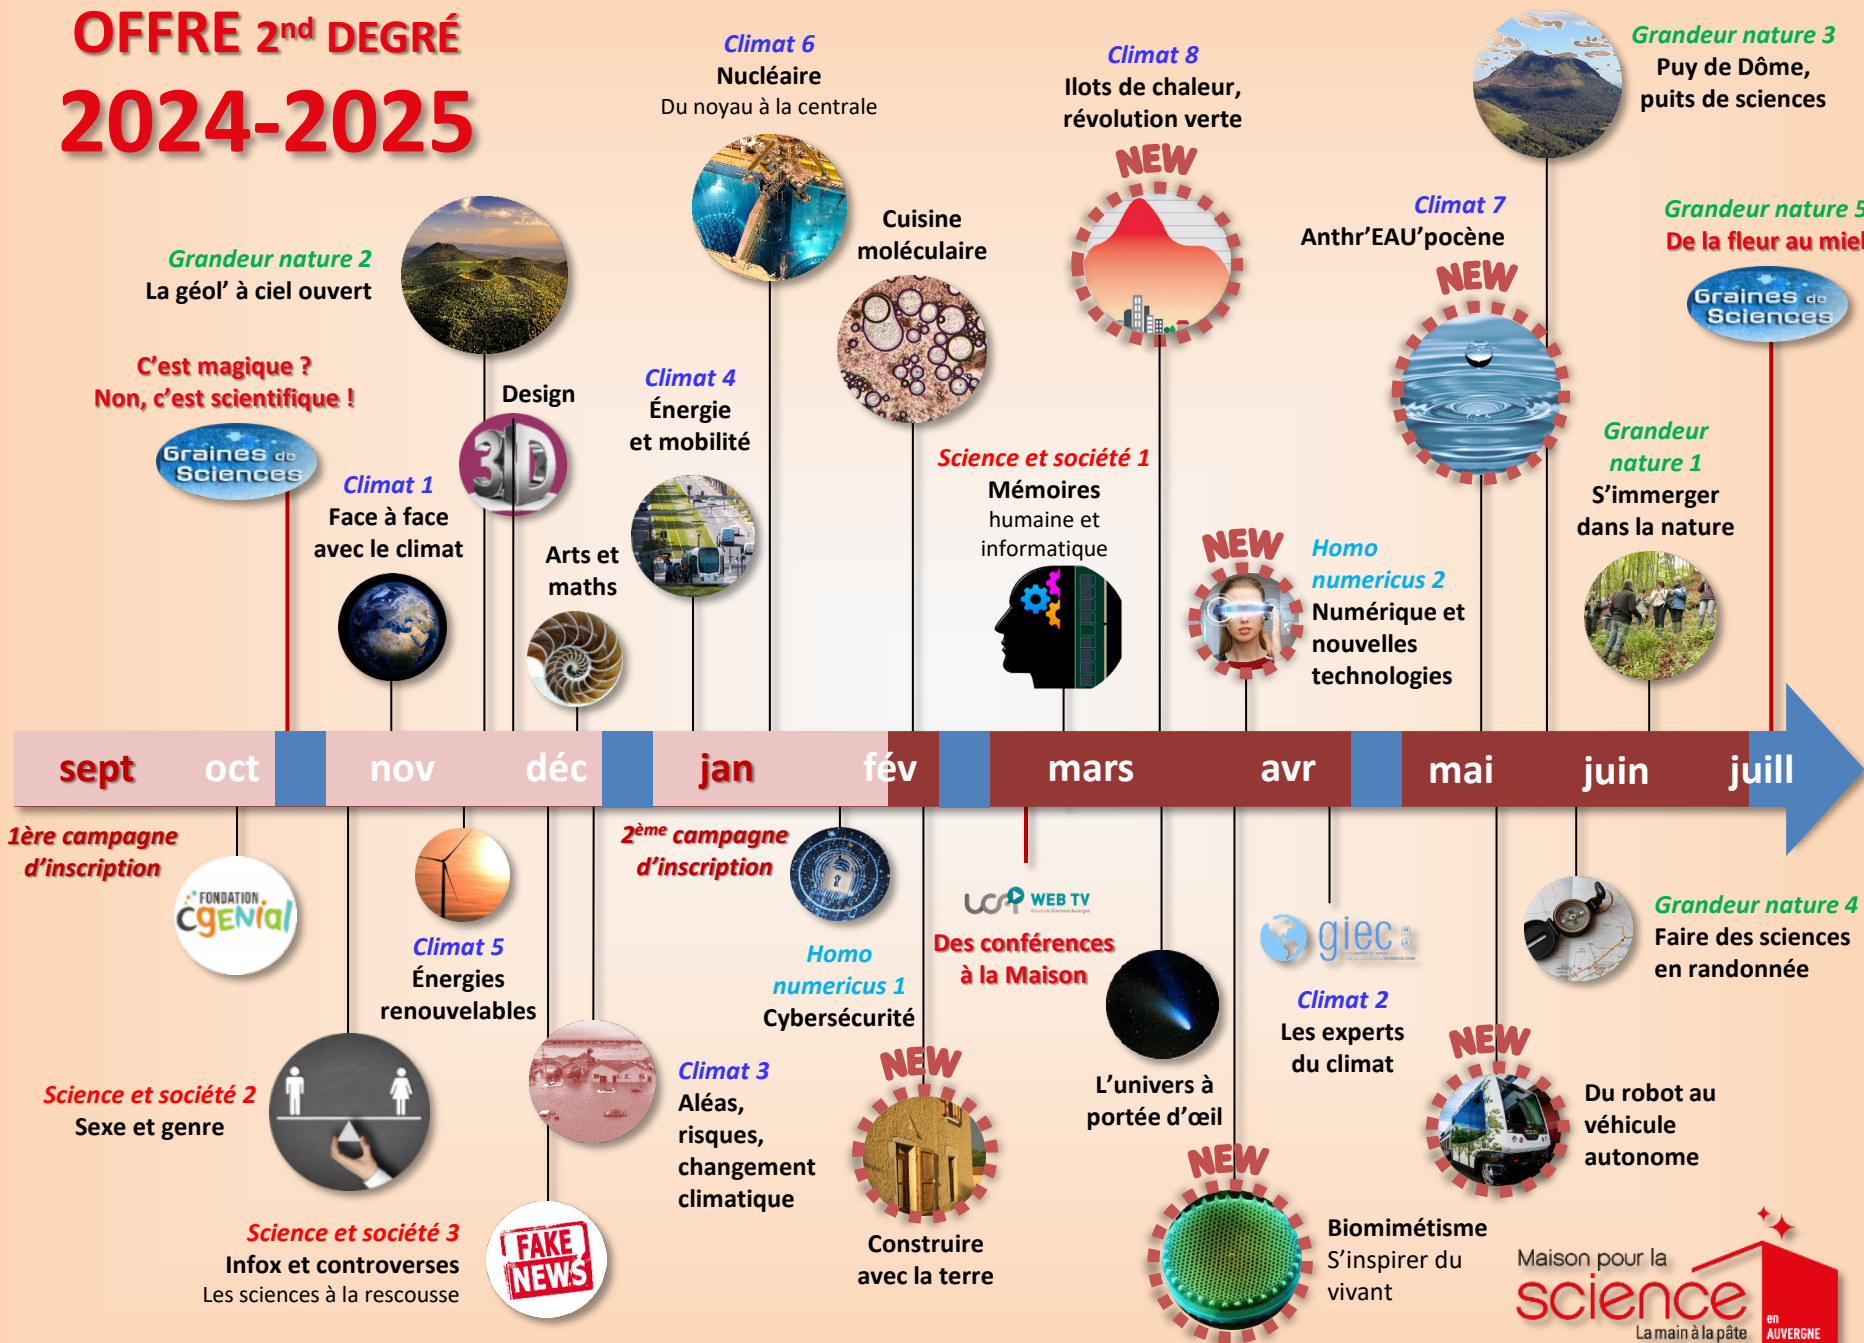 OFFRE 2nd DEGRÉ
2024-2025
Climat 6
Nucléaire
Du noyau à la centrale
Climat 8
Ilots de chaleur,
révolution verte
NEW
Grandeur nature 3
Puy de Dôme,
puits de sciences
Grandeur nature 2
La géol’ à ciel ouvert
Cuisine
moléculaire
Climat 7
Anthr’EAU’pocène
NEW
Grandeur nature 5
De la fleur au miel
Graines de
Sciences
C’est magique ?
Non, c’est scientifique !
Graines de
Sciences
Design
3D
Climat 4
Énergie
et mobilité
Climat 1
Face à face
avec le climat
Arts et
maths
Science et société 1
Mémoires
humaine et
informatique
NEW
Homo
numericus 2
Numérique et
nouvelles
technologies
Grandeur
nature 1
S’immerger
dans la nature
sept oct nov déc jan fév mars avr mai juin juill
1ère campagne
d’inscription
FONDATION
CGENIAL
Climat 5
Énergies
renouvelables
2ème campagne
d’inscription
Homo
numericus 1
Cybersécurité
UCA WEB TV
Des conférences
à la Maison
giec
Climat 2
Les experts
du climat
Grandeur nature 4
Faire des sciences
en randonnée
Science et société 2
Sexe et genre
Climat 3
Aléas,
risques,
changement
climatique
NEW
Construire
avec la terre
L’univers à
portée d’œil
NEW
Du robot au
véhicule
autonome
Science et société 3
Infox et controverses
Les sciences à la rescousse
FAKE
NEWS
NEW
Biomimétisme
S’inspirer du
vivant
Maison pour la
science
La main à la pâte
en
AUVERGNE